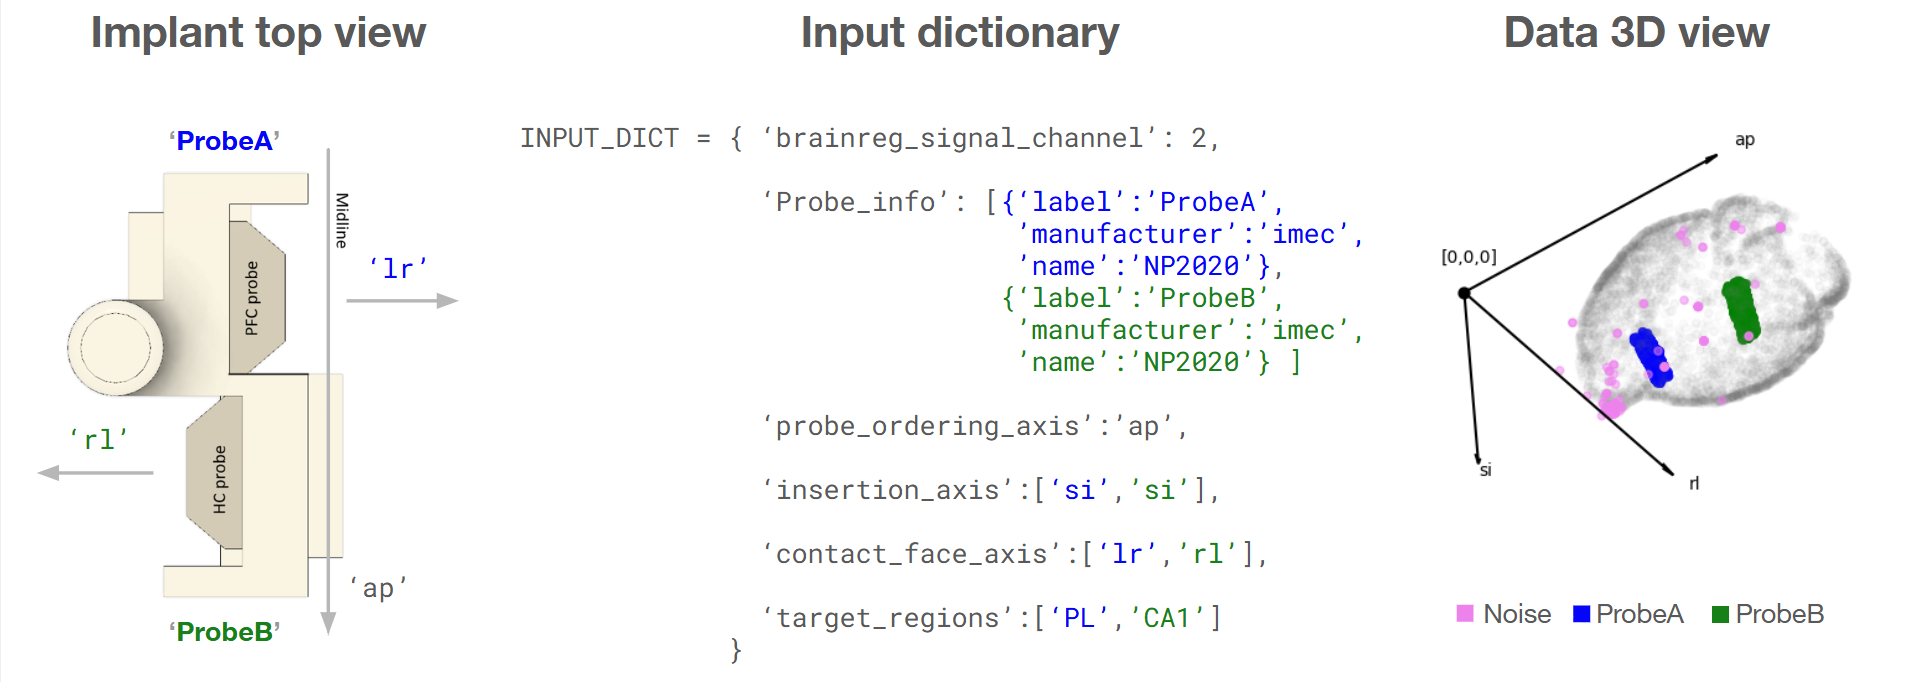 Implant top view
‘ProbeA’
Midline
‘lr’
PFC probe
‘rl’
HC probe
‘ap’
‘ProbeB’
Input dictionary
INPUT_DICT = { ‘brainreg_signal_channel’: 2,
‘Probe_info’: [{‘label’:’ProbeA’,
’manufacturer’:’imec’,
’name’:’NP2020’},
{‘label’:’ProbeB’,
’manufacturer’:’imec’,
’name’:’NP2020’} ]
‘probe_ordering_axis’:’ap’,
‘insertion_axis’:[‘si’,’si’],
‘contact_face_axis’:[‘lr’,’rl’],
‘target_regions’:[‘PL’,’CA1’]
}
Data 3D view
ap
[0,0,0]
si
rl
Noise ProbeA ProbeB